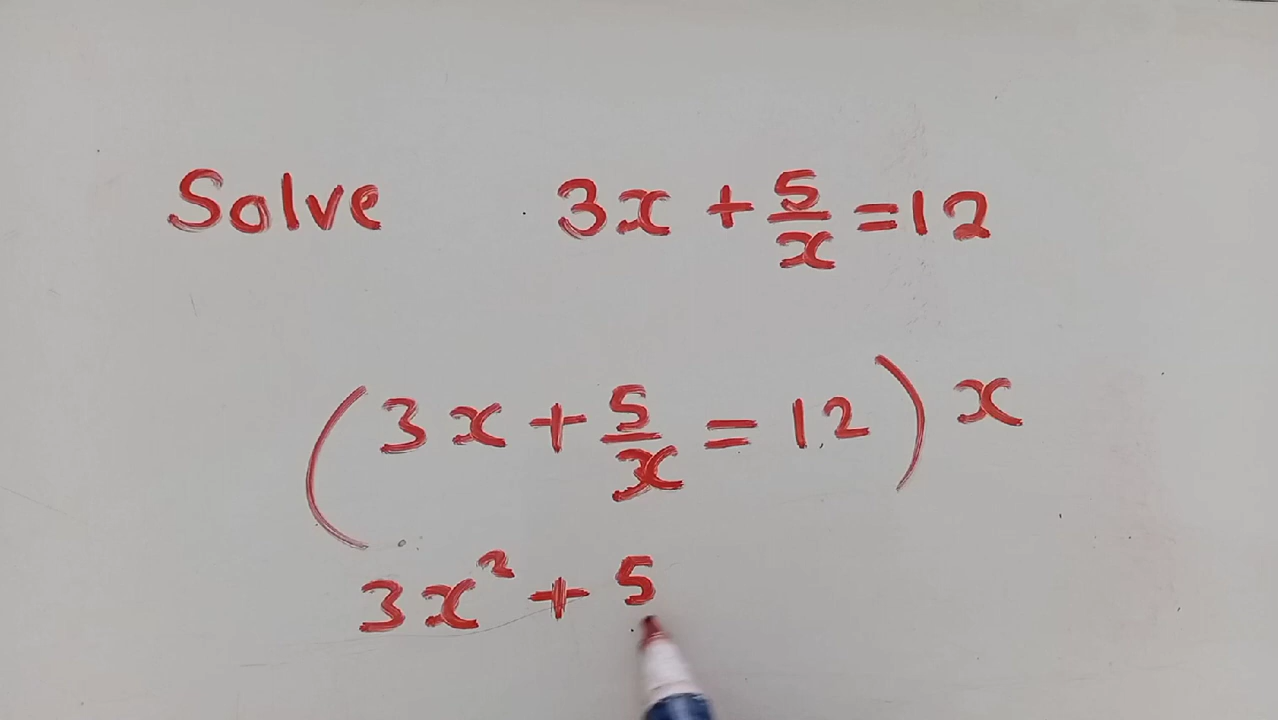 Solve 3x + 5/x = 12
(3x + 5/x = 12) x
3x² + 5